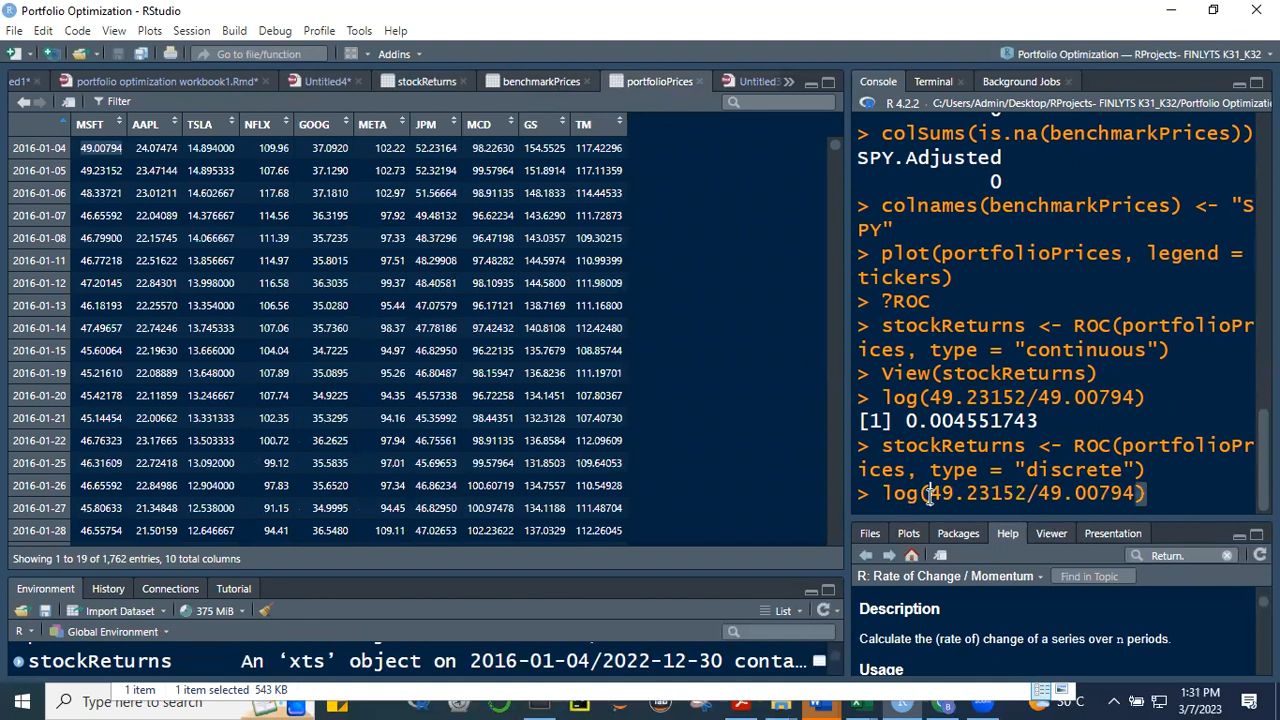 Portfolio Optimization - RStudio
File Edit Code View Plots Session Build Debug Profile Tools Help
Go to file/function Addins
Portfolio Optimization — RProjects- FINLYTS K31_K32
ed1* portfolio optimization workbook1.Rmd* Untitled4* stockReturns benchmarkPrices portfolioPrices Untitled3
Filter
MSFT AAPL TSLA NFLX GOOG META JPM MCD GS TM
2016-01-04 49.00794 24.07474 14.894000 109.96 37.0920 102.22 52.23164 98.22630 154.5525 117.42296
2016-01-05 49.23152 23.47144 14.895333 107.66 37.1290 102.73 52.32194 99.57964 151.8914 117.11359
2016-01-06 48.33721 23.01211 14.602667 117.68 37.1810 102.97 51.56664 98.91135 148.1833 114.44533
2016-01-07 46.65592 22.04089 14.376667 114.56 36.3195 97.92 49.48132 96.62234 143.6290 111.72873
2016-01-08 46.79900 22.15745 14.066667 111.39 35.7235 97.33 48.37296 96.47198 143.0357 109.30215
2016-01-11 46.77218 22.51622 13.856667 114.97 35.8015 97.51 48.29908 97.48282 144.5974 110.99399
2016-01-12 47.20145 22.84301 13.997333 116.58 36.3035 99.37 48.40581 98.10935 144.5800 111.98009
2016-01-13 46.18193 22.25570 13.354000 106.56 35.0280 95.44 47.07579 96.17121 138.7169 111.16800
2016-01-14 47.49657 22.74246 13.745333 107.06 35.7360 98.37 47.78186 97.42432 140.8108 112.42480
2016-01-15 45.60064 22.19630 13.666000 104.04 34.7225 94.97 46.82950 96.22135 135.7679 108.85744
2016-01-19 45.21610 22.08889 13.648000 107.89 35.0895 95.26 46.80489 98.15947 136.8236 111.19701
2016-01-20 45.42178 22.11859 13.246667 107.74 34.9225 94.35 45.57338 96.72258 134.1451 107.80367
2016-01-21 45.14454 22.00662 13.331333 102.35 35.3295 94.16 45.35992 98.44351 132.3128 107.40730
2016-01-22 46.76323 23.17665 13.503333 100.72 36.2625 97.94 46.75561 98.91135 136.8584 112.09609
2016-01-25 46.31609 22.72418 13.092000 99.12 35.5835 97.01 45.69653 99.57964 131.8503 109.64053
2016-01-26 46.65592 22.84986 12.904000 97.83 35.6520 97.34 46.86234 100.60719 134.7557 110.54928
2016-01-27 45.80633 21.34848 12.538000 91.15 34.9995 94.45 46.82950 100.97478 134.1188 111.48704
2016-01-28 46.55754 21.50128 12.646667 94.41 36.5480 109.11 47.02653 102.23622 137.0329 112.26045
Showing 1 to 19 of 1,762 entries, 10 total columns
Environment History Connections Tutorial
Import Dataset 375 MiB List
R Global Environment
stockReturns An ‘xts’ object on 2016-01-04/2022-12-30 conta...
Console Terminal Background Jobs
R 4.2.2 · C:/Users/Admin/Desktop/RProjects- FINLYTS K31_K32/Portfolio Optimizatio
0
> colSums(is.na(benchmarkPrices))
SPY.Adjusted
0
> colnames(benchmarkPrices) <- "S
PY"
> plot(portfolioPrices, legend =
tickers)
> ?ROC
> stockReturns <- ROC(portfolioPr
ices, type = "continuous")
> View(stockReturns)
> log(49.23152/49.00794)
[1] 0.004551743
> stockReturns <- ROC(portfolioPr
ices, type = "discrete")
> log(49.23152/49.00794)
Files Plots Packages Help Viewer Presentation
Return.
R: Rate of Change / Momentum Find in Topic
Description
Calculate the (rate of) change of a series over n periods.
Usage
1 item 1 item selected 543 KB
Type here to search
30°C
1:31 PM
3/7/2023